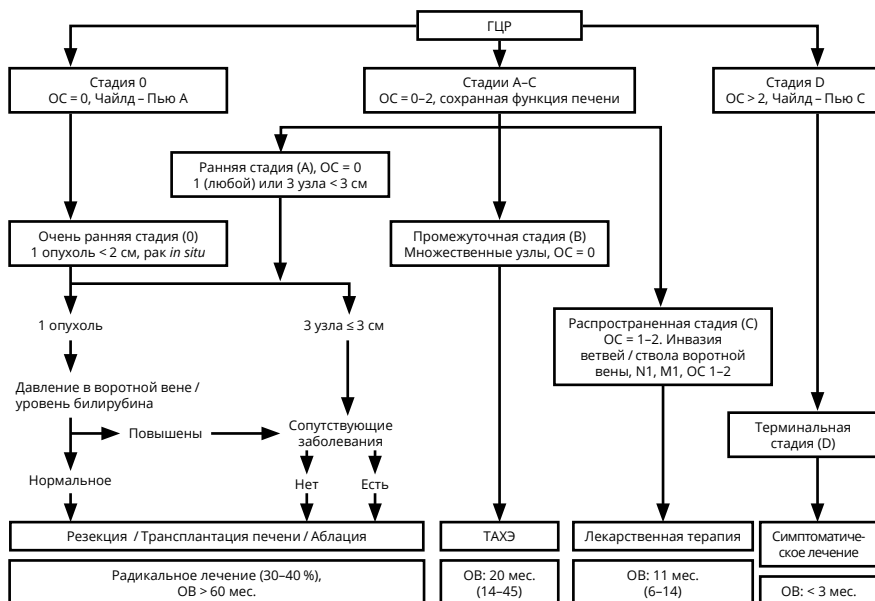 ГЦР
Стадия 0
ОС = 0, Чайлд – Пью А
Стадии А–С
ОС = 0–2, сохранная функция печени
Стадия D
ОС > 2, Чайлд – Пью С
Ранняя стадия (А), ОС = 0
1 (любой) или 3 узла < 3 см
Очень ранняя стадия (0)
1 опухоль < 2 см, рак in situ
Промежуточная стадия (В)
Множественные узлы, ОС = 0
1 опухоль
3 узла ≤ 3 см
Распространенная стадия (С)
ОС = 1–2. Инвазия
ветвей / ствола воротной
вены, N1, M1, ОС 1–2
Давление в воротной вене /
уровень билирубина
Повышены
Сопутствующие
заболевания
Терминальная
стадия (D)
Нормальное
Нет
Есть
Резекция / Трансплантация печени / Аблация
ТАХЭ
Лекарственная терапия
Симптоматиче-
ское лечение
Радикальное лечение (30–40 %),
ОВ > 60 мес.
ОВ: 20 мес.
(14–45)
ОВ: 11 мес.
(6–14)
ОВ: < 3 мес.